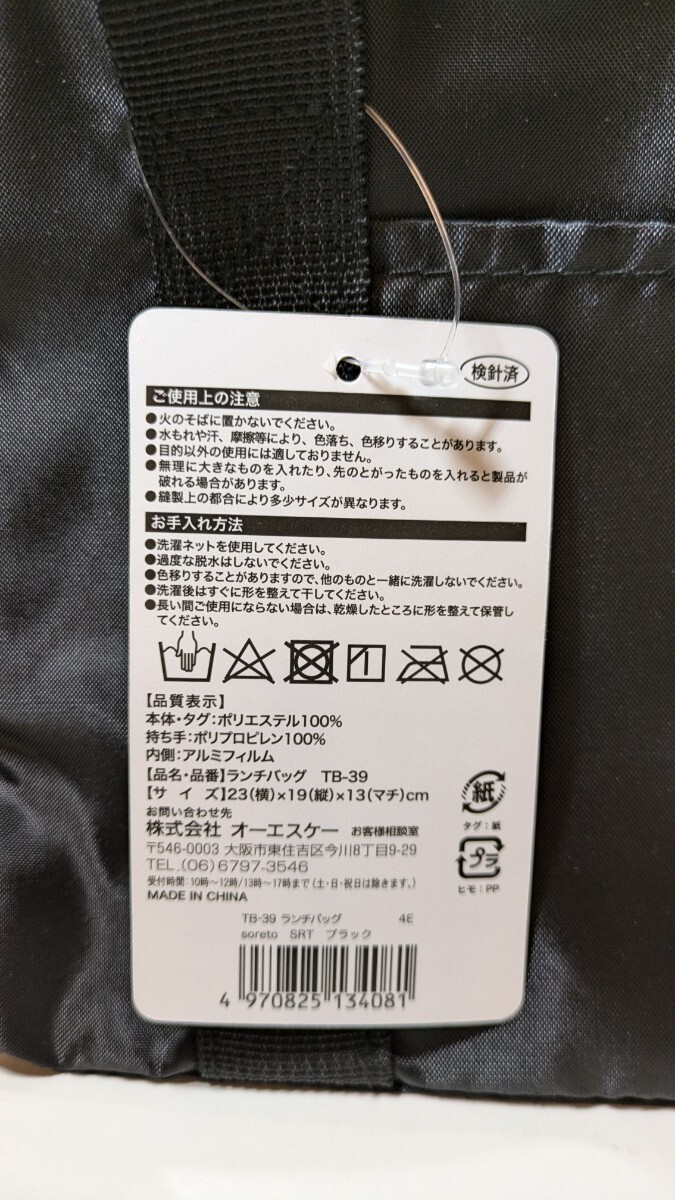 検針済
ご使用上の注意
●火のそばに置かないでください。
●水もれや汗、摩擦等により、色落ち、色移りすることがあります。
●目的以外の使用には適しておりません。
●無理に大きなものを入れたり、先のとがったものを入れると製品が
破れる場合があります。
●縫製上の都合により多少サイズが異なります。
お手入れ方法
●洗濯ネットを使用してください。
●過度な脱水はしないでください。
●色移りすることがありますので、他のものと一緒に洗濯しないでください。
●洗濯後はすぐに形を整えて干してください。
●長い間ご使用にならない場合は、乾燥したところに形を整えて保管し
てください。
【品質表示】
本体・タグ:ポリエステル100%
持ち手:ポリプロピレン100%
内側:アルミフィルム
【品名・品番】ランチバッグ TB-39
【サイズ】23(横)×19(縦)×13(マチ)cm
お問い合わせ先
株式会社 オーエスケー お客様相談室
〒546-0003 大阪市東住吉区今川8丁目9-29
TEL.(06)6797-3546
受付時間:10時~12時/13時~17時まで(土・日・祝日は除きます。)
MADE IN CHINA
紙
タグ:紙
プラ
ヒモ:PP
TB-39 ランチバッグ 4E
soreto SRT ブラック
4 970825 134081